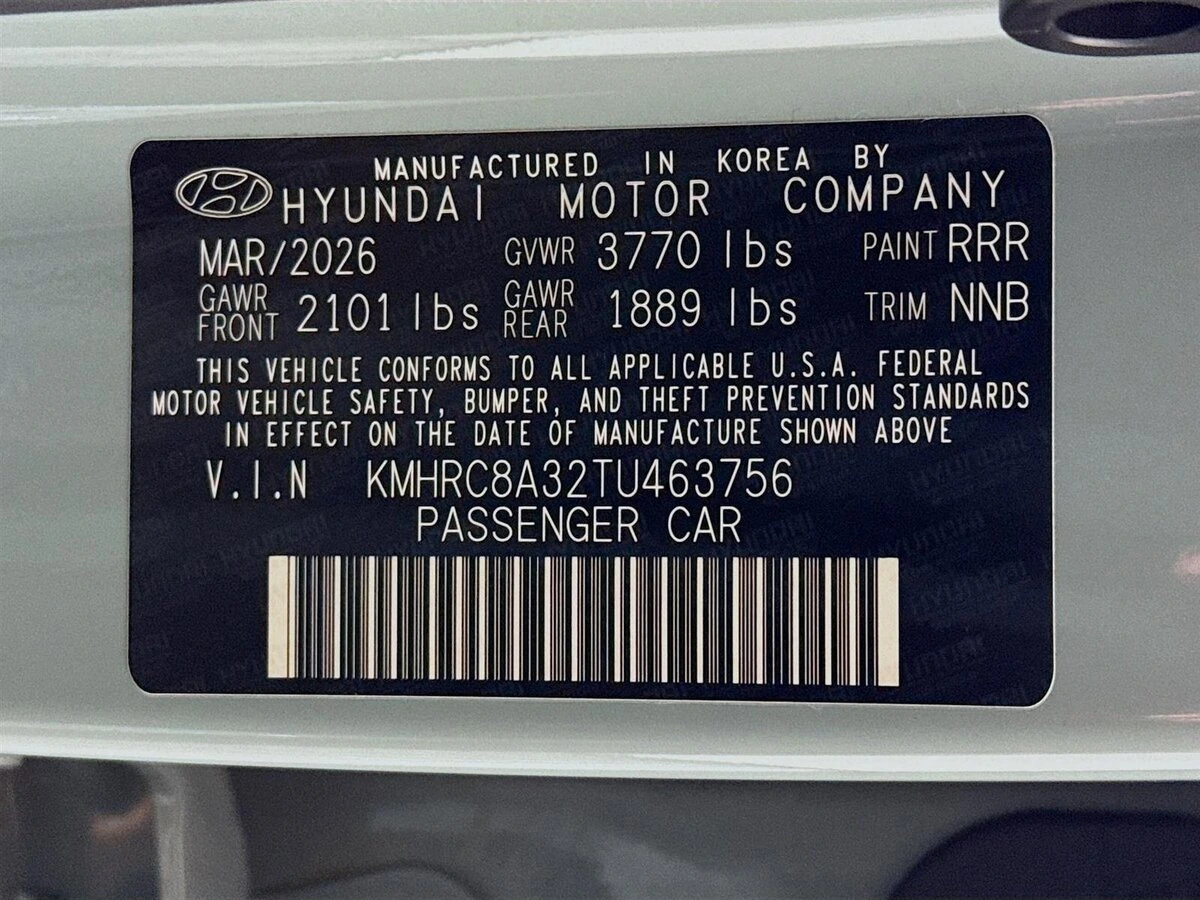 MANUFACTURED IN KOREA BY
HYUNDAI MOTOR COMPANY
MAR/2026 GVWR 3770 lbs PAINT RRR
GAWR FRONT 2101 lbs GAWR REAR 1889 lbs TRIM NNB
THIS VEHICLE CONFORMS TO ALL APPLICABLE U.S.A. FEDERAL
MOTOR VEHICLE SAFETY, BUMPER, AND THEFT PREVENTION STANDARDS
IN EFFECT ON THE DATE OF MANUFACTURE SHOWN ABOVE
V.I.N KMHRC8A32TU463756
PASSENGER CAR